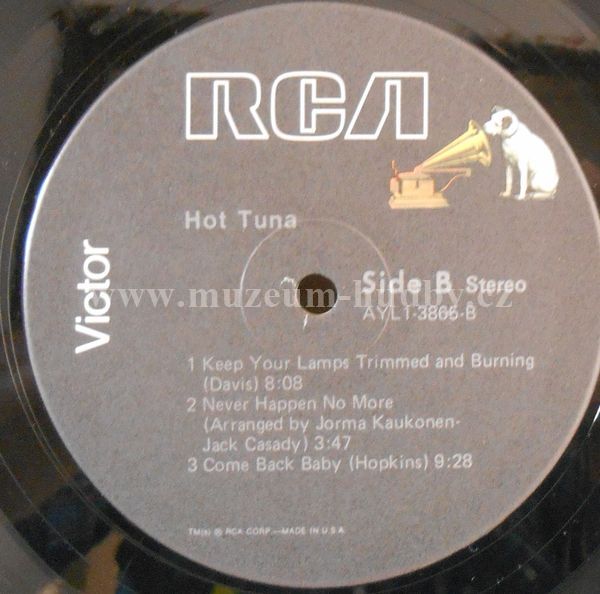 RCA
Victor
Hot Tuna
Side B Stereo
www.muzeum-hudby.cz
AYL1-3865-B
1 Keep Your Lamps Trimmed and Burning
(Davis) 8:08
2 Never Happen No More
(Arranged by Jorma Kaukonen-
Jack Casady) 3:47
3 Come Back Baby (Hopkins) 9:28
TM(s) ® RCA CORP.—MADE IN U.S.A.